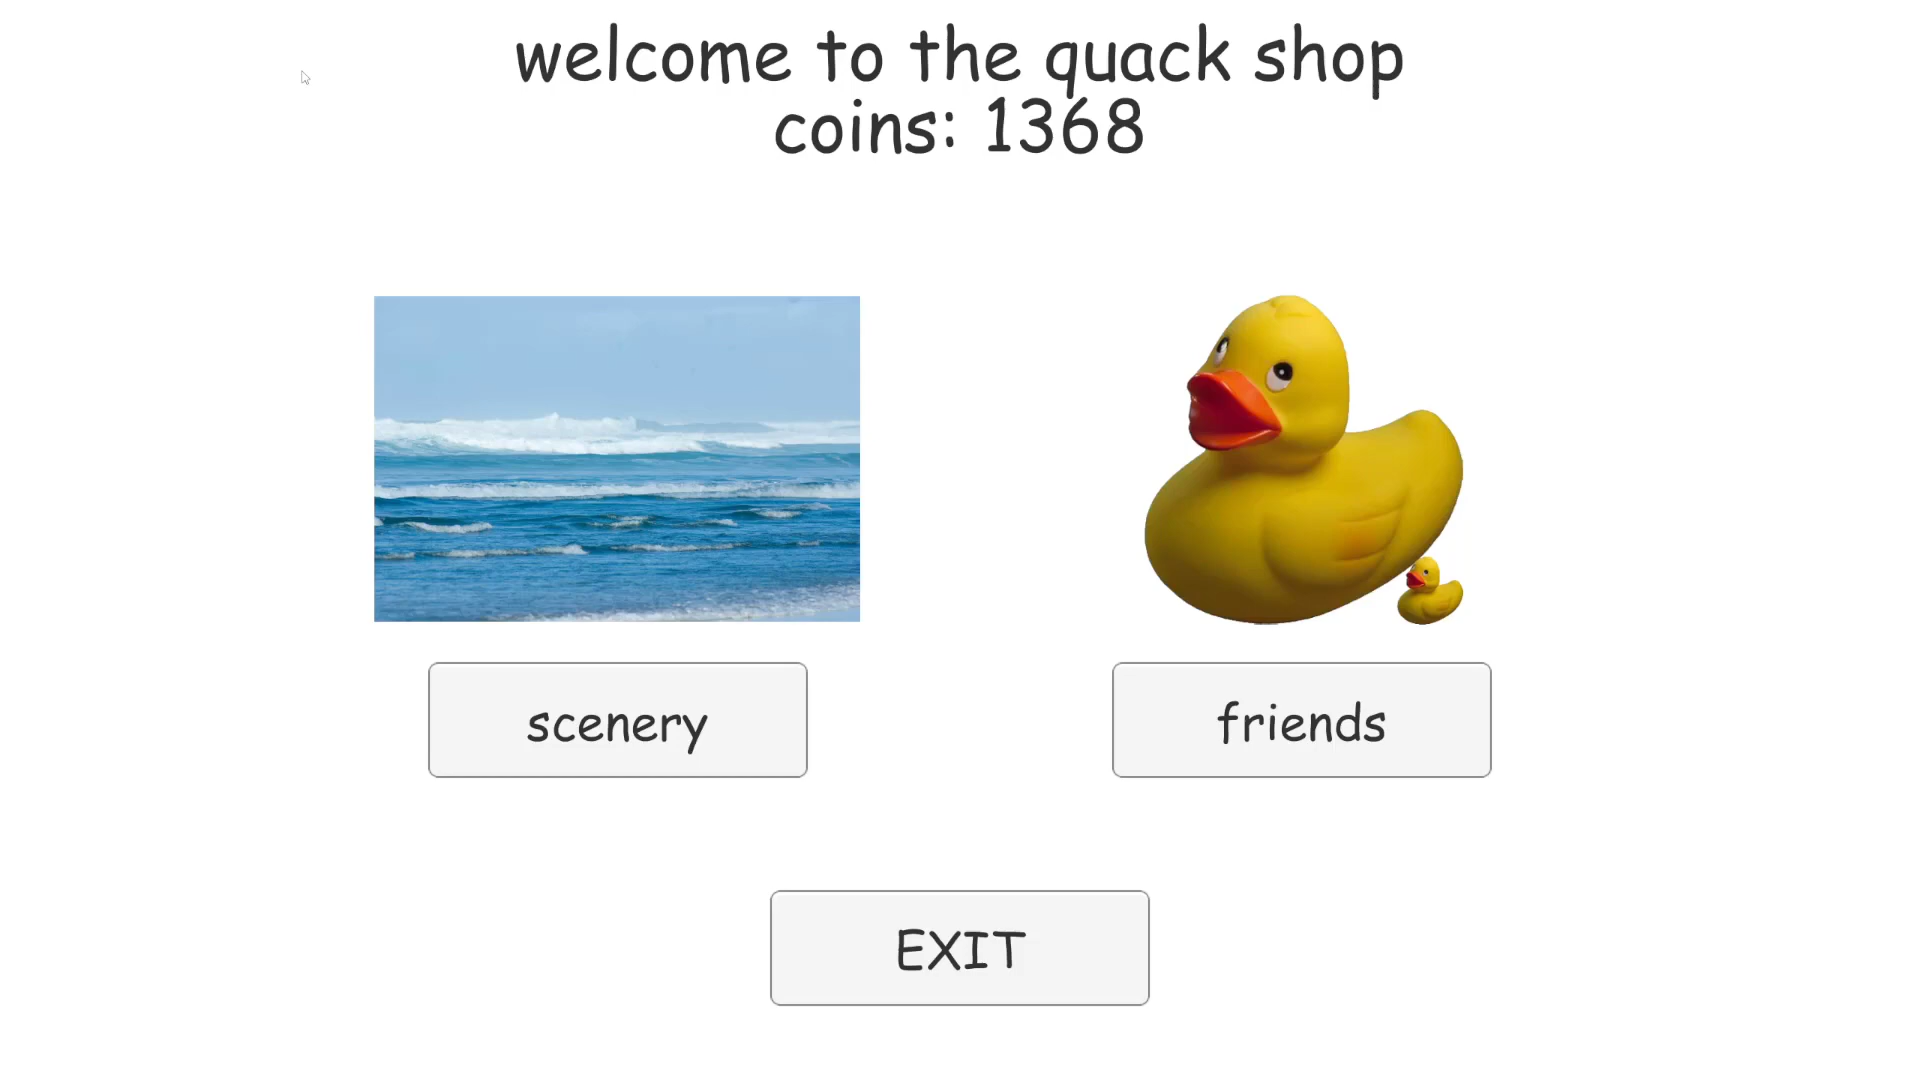 welcome to the quack shop
coins: 1368
scenery
friends
EXIT